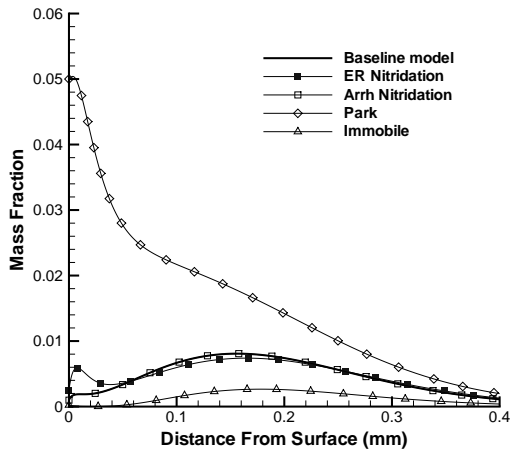 0.06
0.05
0.04
0.03
0.02
0.01
0
Mass Fraction
Baseline model
ER Nitridation
Arrh Nitridation
Park
Immobile
0
0.1
0.2
0.3
0.4
Distance From Surface (mm)